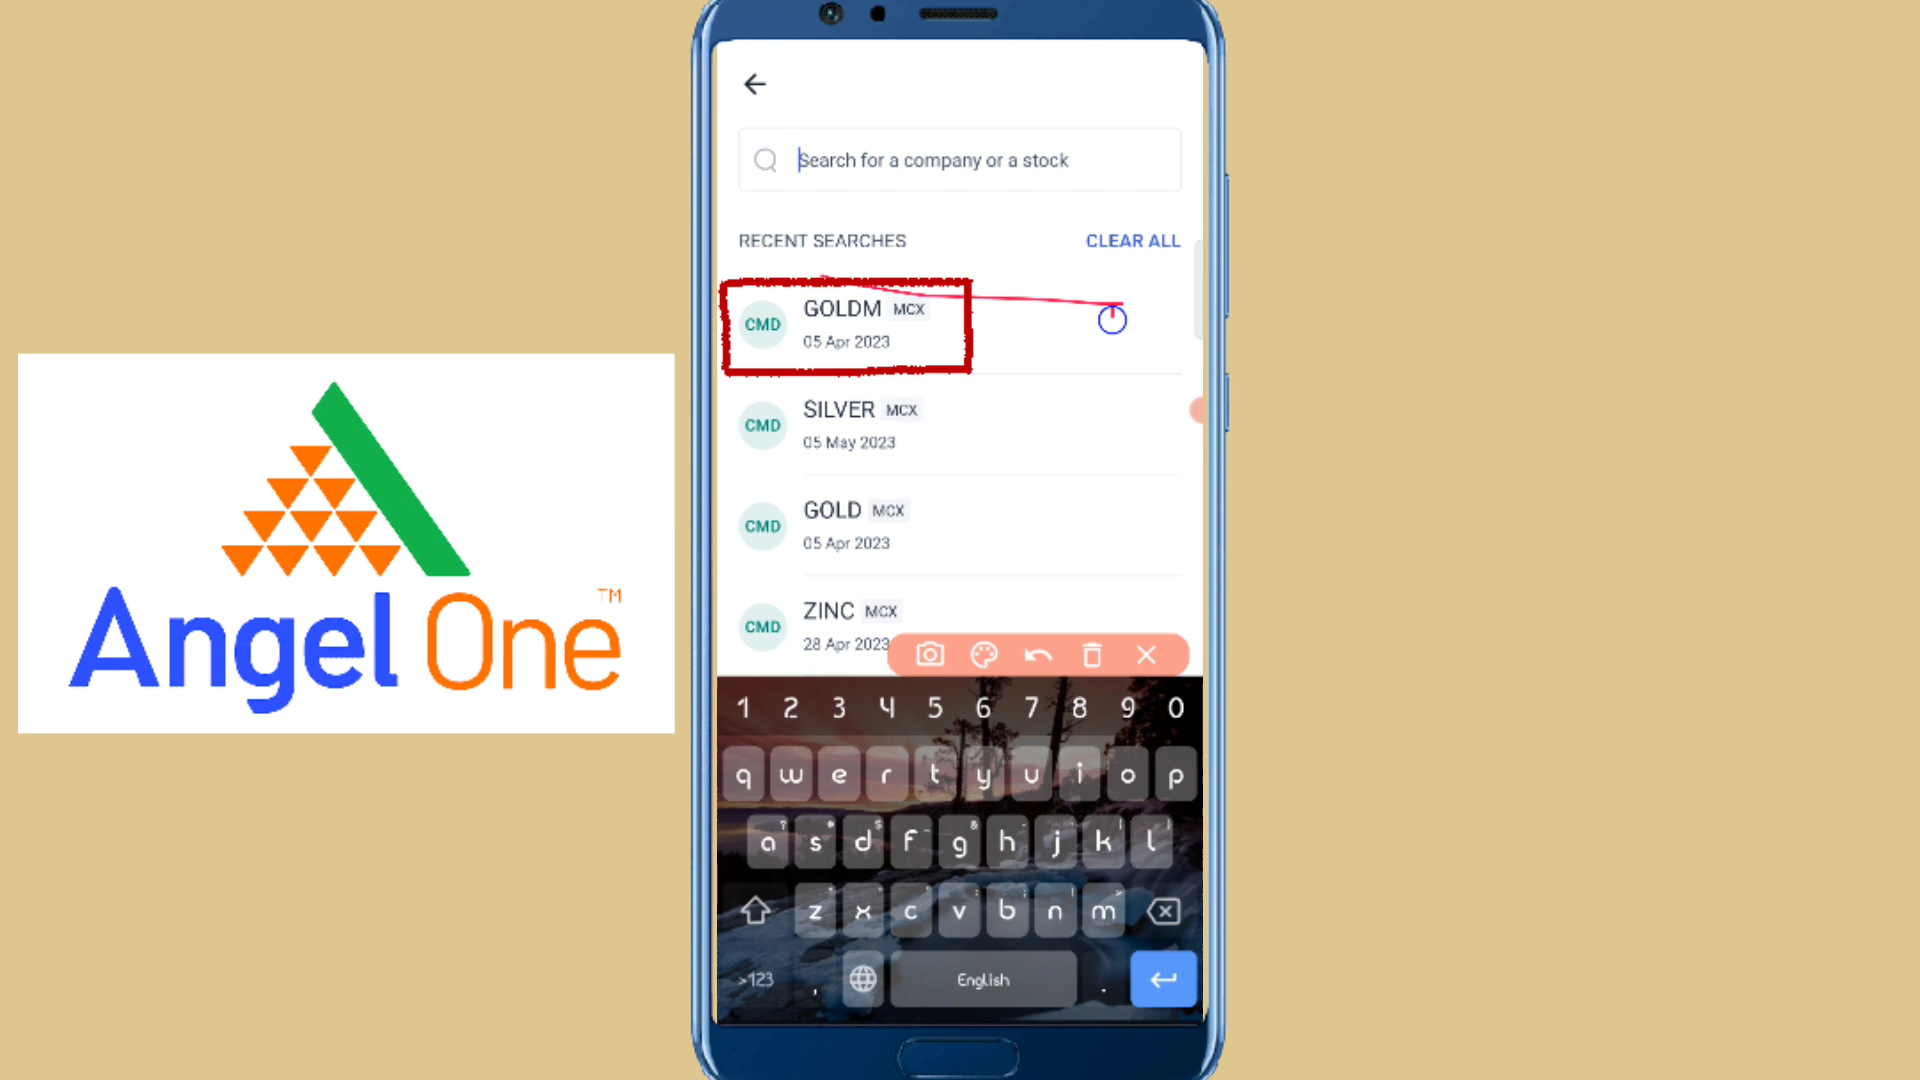 Search for a company or a stock
RECENT SEARCHES CLEAR ALL
CMD GOLDM MCX
05 Apr 2023
CMD SILVER MCX
05 May 2023
CMD GOLD MCX
05 Apr 2023
CMD ZINC MCX
28 Apr 2023
Angel One TM
1 2 3 4 5 6 7 8 9 0
q w e r t y u i o p
a s d f g h j k l
z x c v b n m
>123 , English .